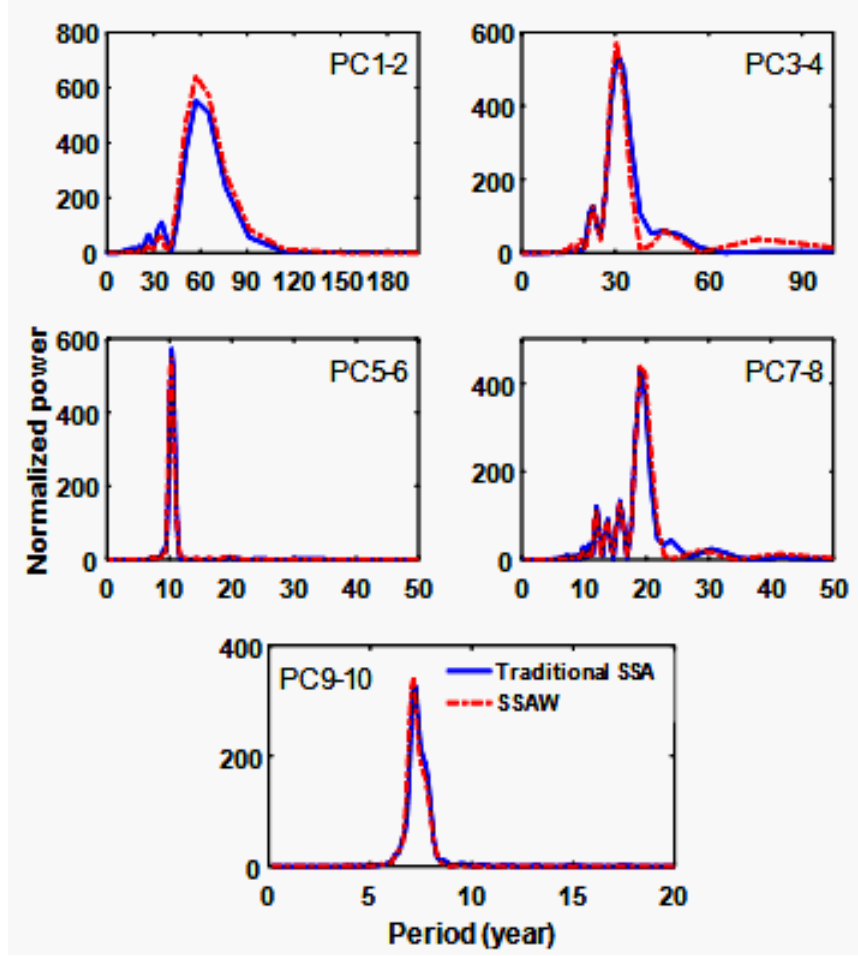 800
600
400
200
0
PC1-2
0 30 60 90 120 150 180
600
400
200
0
PC3-4
0 30 60 90
Normalized power
600
400
200
0
PC5-6
0 10 20 30 40 50
400
200
0
PC7-8
0 10 20 30 40 50
400
200
0
PC9-10
Traditional SSA
SSAW
0 5 10 15 20
Period (year)